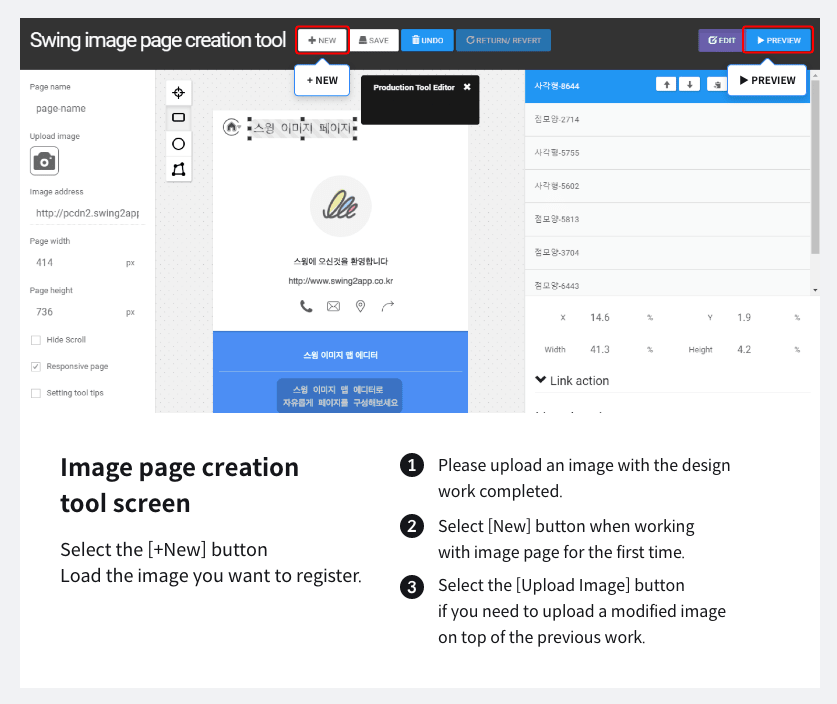 Swing image page creation tool
NEW
SAVE
UNDO
RETURN/ REVERT
EDIT
PREVIEW
+ NEW
PREVIEW
Production Tool Editor
Page name
page-name
Upload image
Image address
http://pcdn2.swing2app
Page width
414 px
Page height
736 px
Hide Scroll
Responsive page
Setting tool tips
스윙 이미지 페이지
스윙에 오신것을 환영합니다
http://www.swing2app.co.kr
스윙 이미지 맵 에디터
스윙 이미지 맵 에디터로
자유롭게 페이지를 구성해보세요
사각형-8644
점모양-2714
사각형-5755
사각형-5602
점모양-5813
점모양-3704
점모양-6443
X 14.6 % Y 1.9 %
Width 41.3 % Height 4.2 %
Link action
Image page creation
tool screen
Select the [+New] button
Load the image you want to register.
1 Please upload an image with the design
work completed.
2 Select [New] button when working
with image page for the first time.
3 Select the [Upload Image] button
if you need to upload a modified image
on top of the previous work.